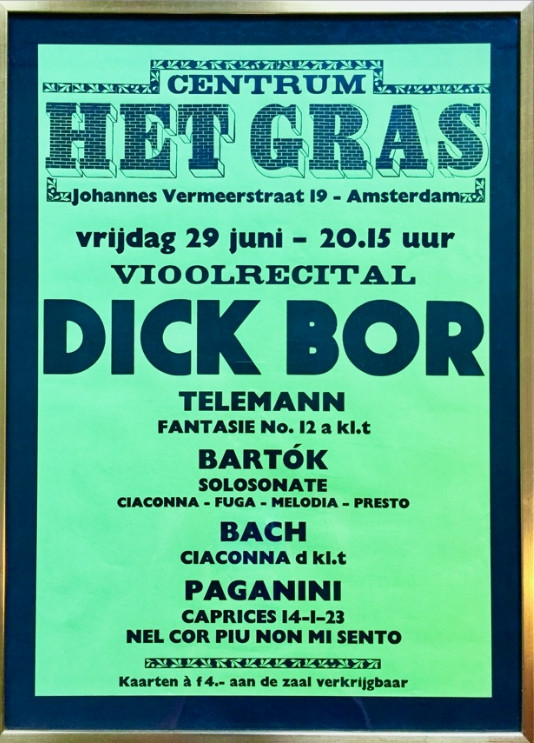 CENTRUM
HET GRAS
Johannes Vermeerstraat 19 - Amsterdam
vrijdag 29 juni - 20.15 uur
VIOOLRECITAL
DICK BOR
TELEMANN
FANTASIE No. 12 a kl.t
BARTÓK
SOLOSONATE
CIACONNA - FUGA - MELODIA - PRESTO
BACH
CIACONNA d kl.t
PAGANINI
CAPRICES 14-1-23
NEL COR PIU NON MI SENTO
Kaarten à f 4.- aan de zaal verkrijgbaar